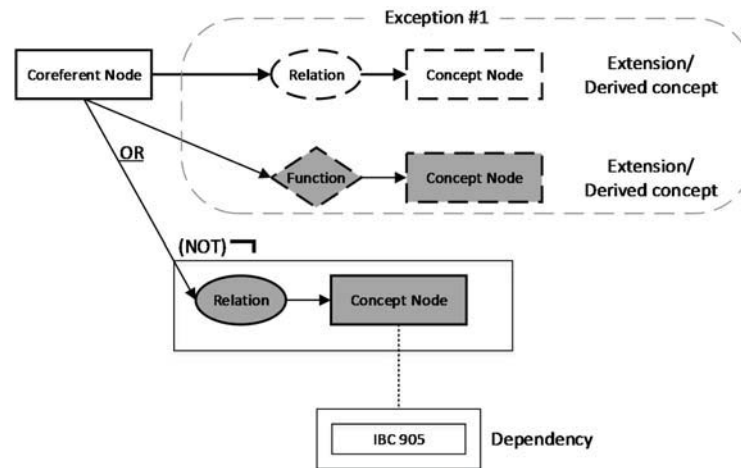 Exception #1
Coreferent Node
Relation
Concept Node
Extension/
Derived concept
OR
Function
Concept Node
Extension/
Derived concept
(NOT) ¬
Relation
Concept Node
IBC 905
Dependency